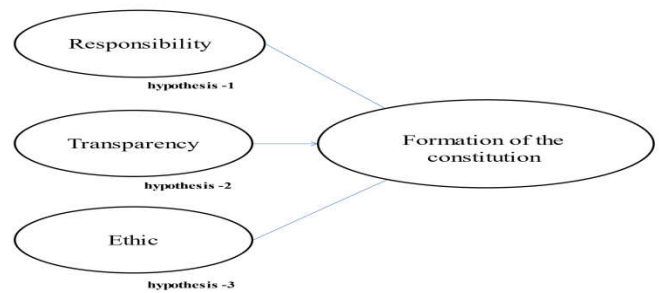 Responsibility
hypothesis -1
Transparency
hypothesis -2
Formation of the
constitution
Ethic
hypothesis -3